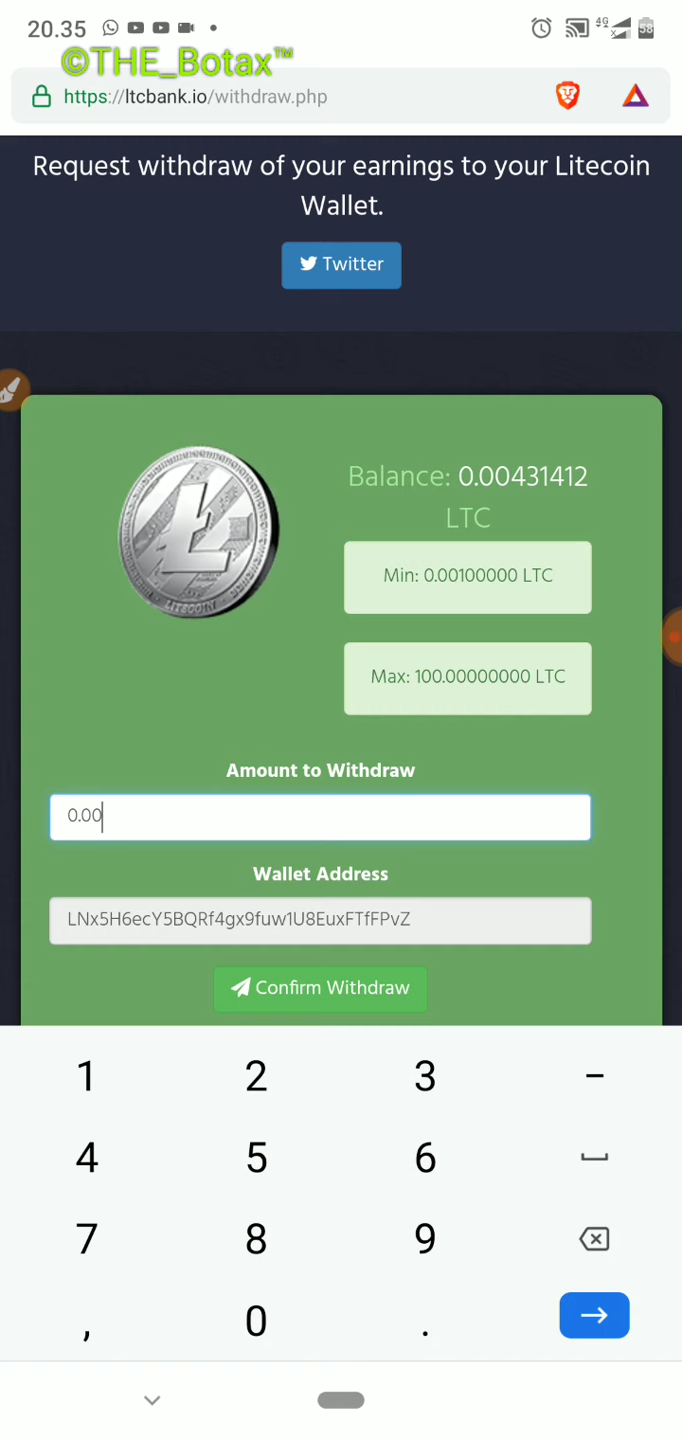 20.35
4G
x
58
©THE_Botax™
https://ltcbank.io/withdraw.php
Request withdraw of your earnings to your Litecoin
Wallet.
Twitter
Balance: 0.00431412
LTC
Min: 0.00100000 LTC
Max: 100.00000000 LTC
Amount to Withdraw
0.00
Wallet Address
LNx5H6ecY5BQRf4gx9fuw1U8EuxFTfFPvZ
Confirm Withdraw
1 2 3 -
4 5 6
7 8 9
, 0 .